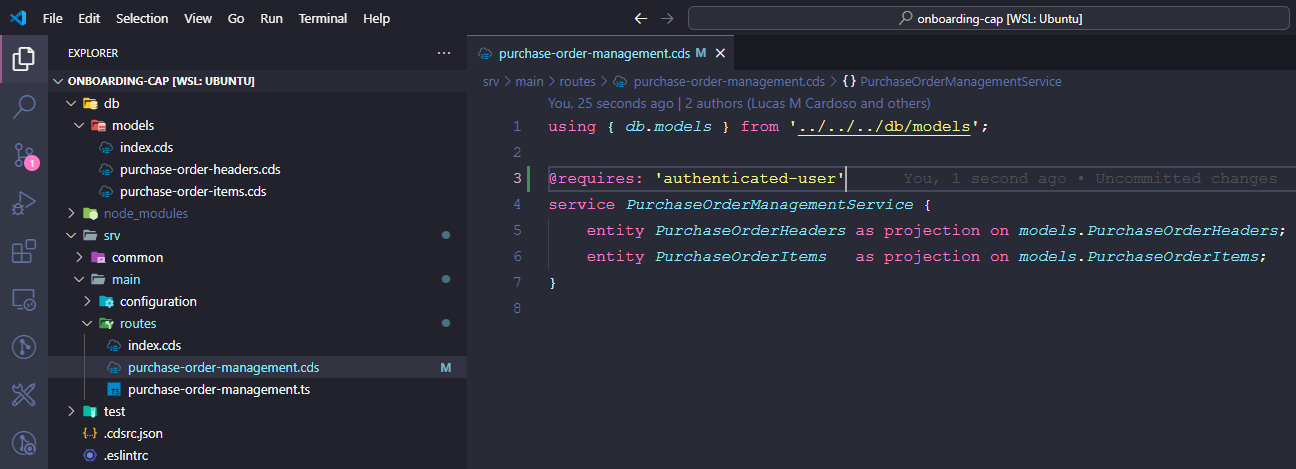 File Edit Selection View Go Run Terminal Help
onboarding-cap [WSL: Ubuntu]
EXPLORER
ONBOARDING-CAP [WSL: UBUNTU]
db
models
index.cds
purchase-order-headers.cds
purchase-order-items.cds
node_modules
srv
common
main
configuration
routes
index.cds
purchase-order-management.cds M
TS purchase-order-management.ts
test
{..} .cdsrc.json
.eslintrc
1
purchase-order-management.cds M
srv > main > routes > purchase-order-management.cds > {} PurchaseOrderManagementService
You, 25 seconds ago | 2 authors (Lucas M Cardoso and others)
1 using { db.models } from '../../../db/models';
2
3 @requires: 'authenticated-user' You, 1 second ago • Uncommitted changes
4 service PurchaseOrderManagementService {
5 entity PurchaseOrderHeaders as projection on models.PurchaseOrderHeaders;
6 entity PurchaseOrderItems as projection on models.PurchaseOrderItems;
7 }
8